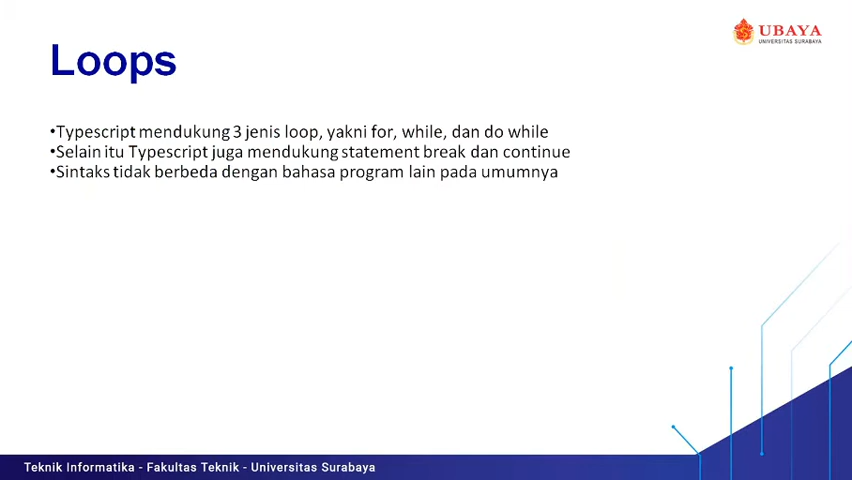 UBAYA
UNIVERSITAS SURABAYA
Loops
•Typescript mendukung 3 jenis loop, yakni for, while, dan do while
•Selain itu Typescript juga mendukung statement break dan continue
•Sintaks tidak berbeda dengan bahasa program lain pada umumnya
Teknik Informatika - Fakultas Teknik - Universitas Surabaya